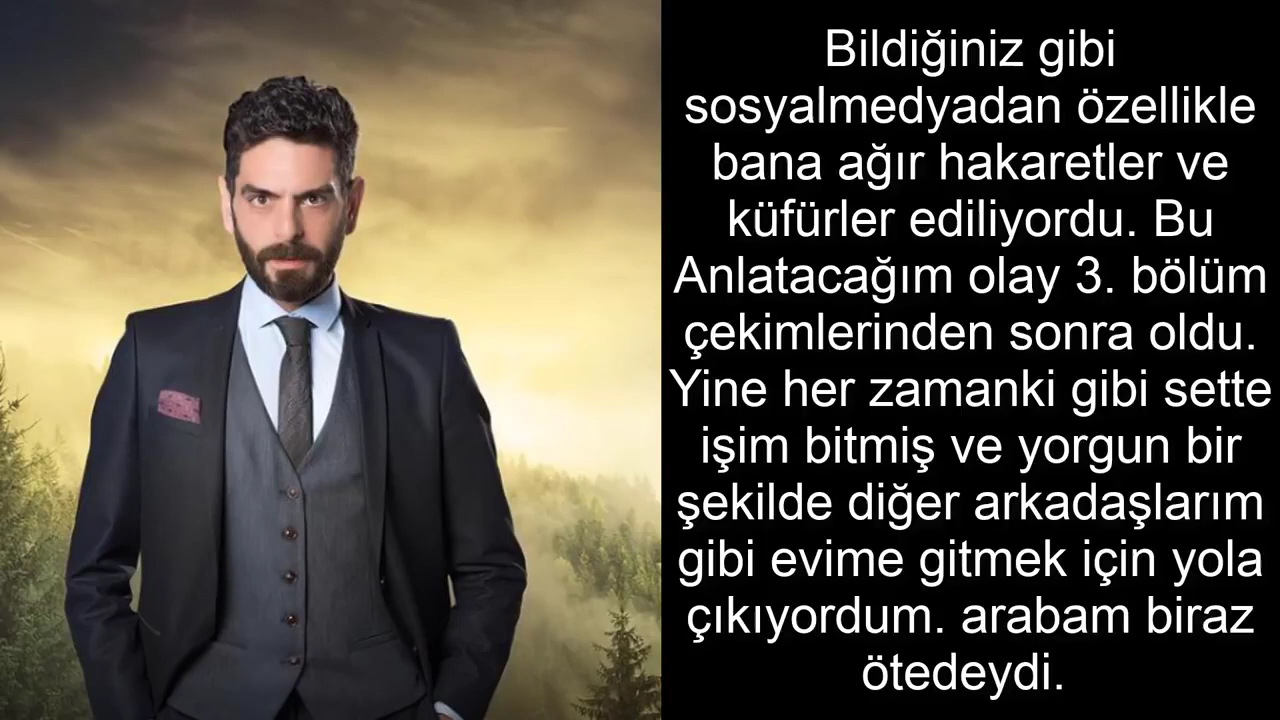 Bildiğiniz gibi
sosyalmedyadan özellikle
bana ağır hakaretler ve
küfürler ediliyordu. Bu
Anlatacağım olay 3. bölüm
çekimlerinden sonra oldu.
Yine her zamanki gibi sette
işim bitmiş ve yorgun bir
şekilde diğer arkadaşlarım
gibi evime gitmek için yola
çıkıyordum. arabam biraz
ötedeydi.